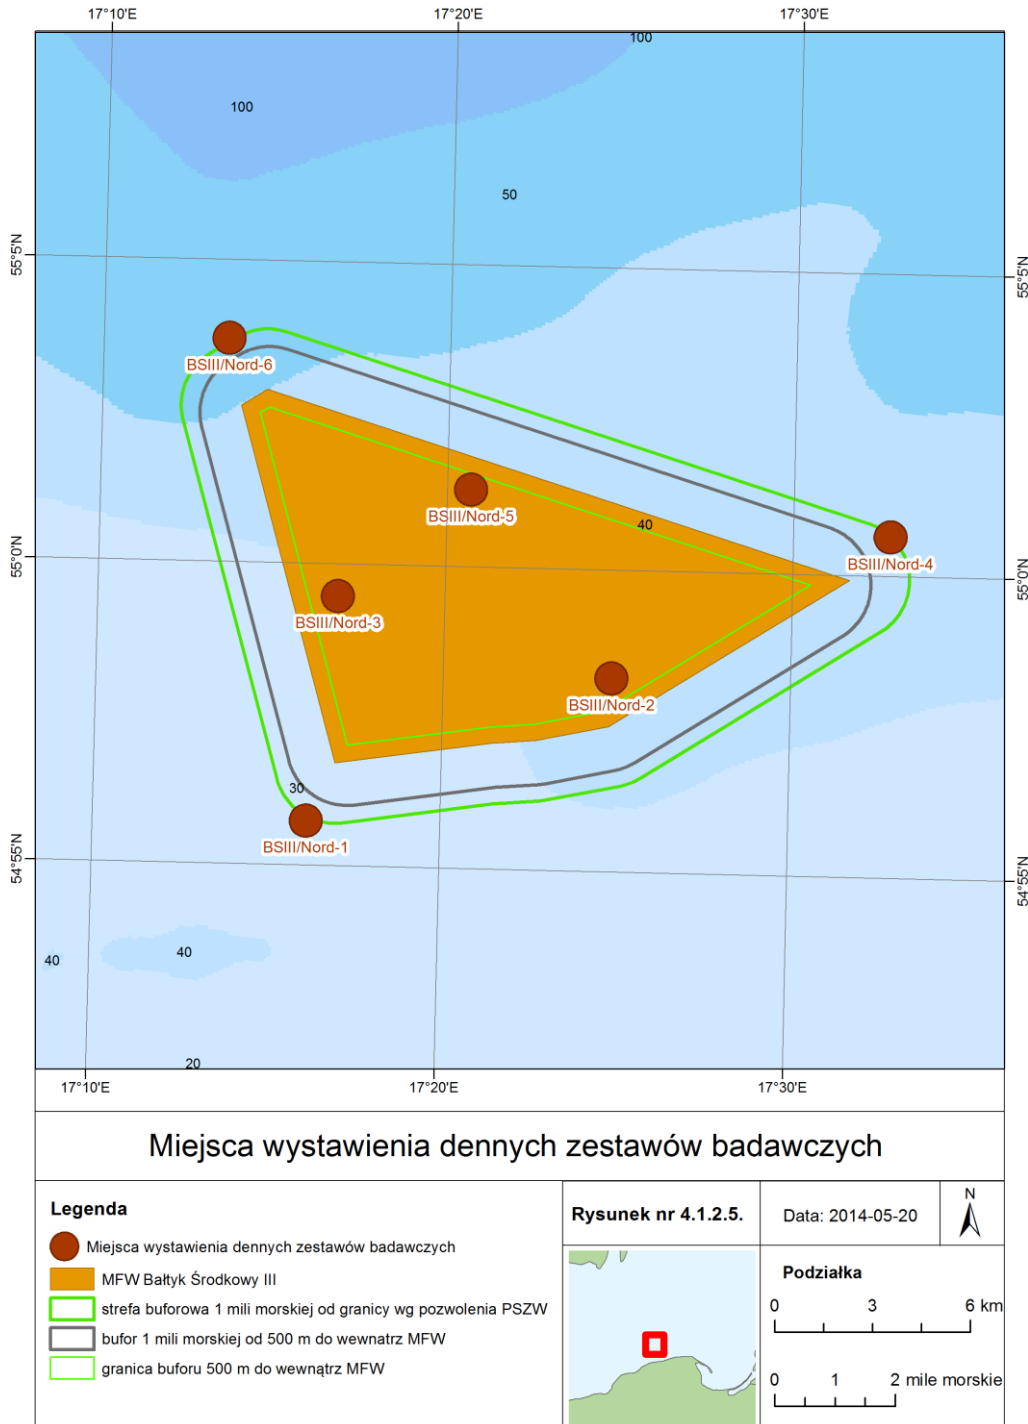 17°10'E 17°20'E 17°30'E
100
100
50
55°5'N
55°5'N
BSIII/Nord-6
BSIII/Nord-5
40
BSIII/Nord-4
55°0'N
55°0'N
BSIII/Nord-3
BSIII/Nord-2
30
BSIII/Nord-1
54°55'N
54°55'N
40
40
20
17°10'E 17°20'E 17°30'E
Miejsca wystawienia dennych zestawów badawczych
Legenda
Miejsca wystawienia dennych zestawów badawczych
MFW Bałtyk Środkowy III
strefa buforowa 1 mili morskiej od granicy wg pozwolenia PSZW
bufor 1 mili morskiej od 500 m do wewnatrz MFW
granica buforu 500 m do wewnątrz MFW
Rysunek nr 4.1.2.5.
Data: 2014-05-20
N
Podziałka
0 3 6 km
0 1 2 mile morskie